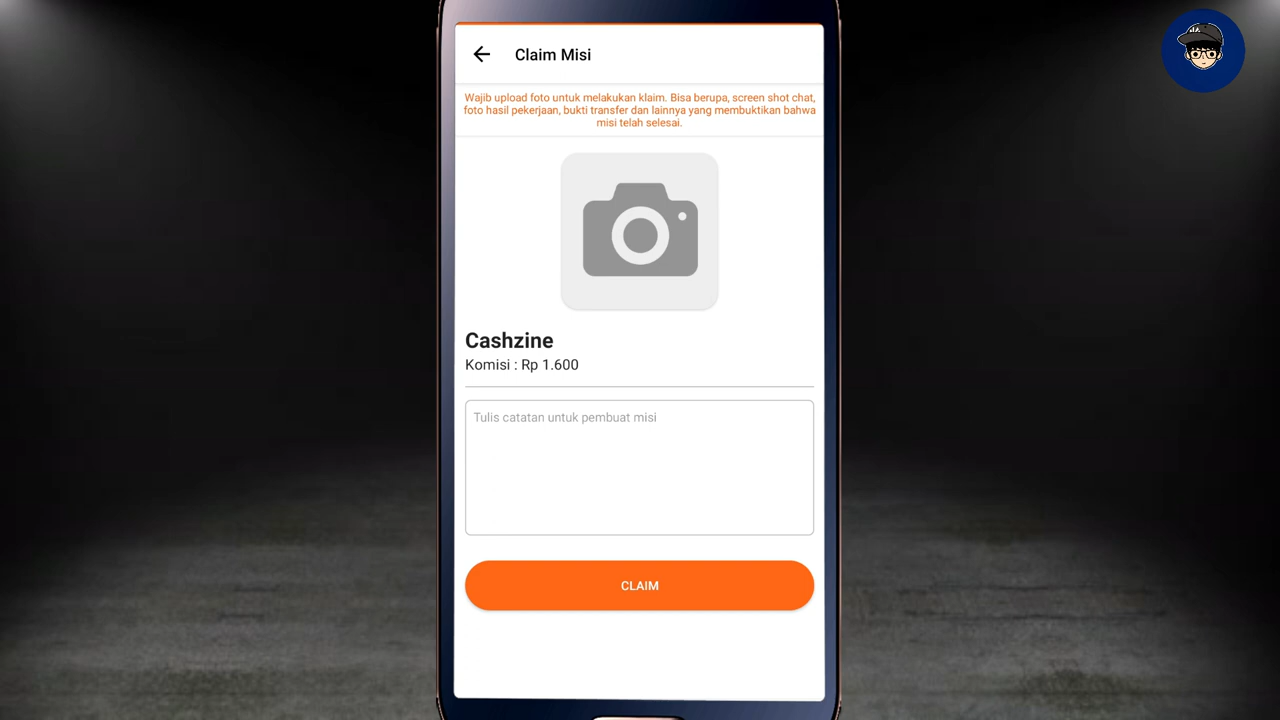 Claim Misi
Wajib upload foto untuk melakukan klaim. Bisa berupa, screen shot chat,
foto hasil pekerjaan, bukti transfer dan lainnya yang membuktikan bahwa
misi telah selesai.
Cashzine
Komisi : Rp 1.600
Tulis catatan untuk pembuat misi
CLAIM